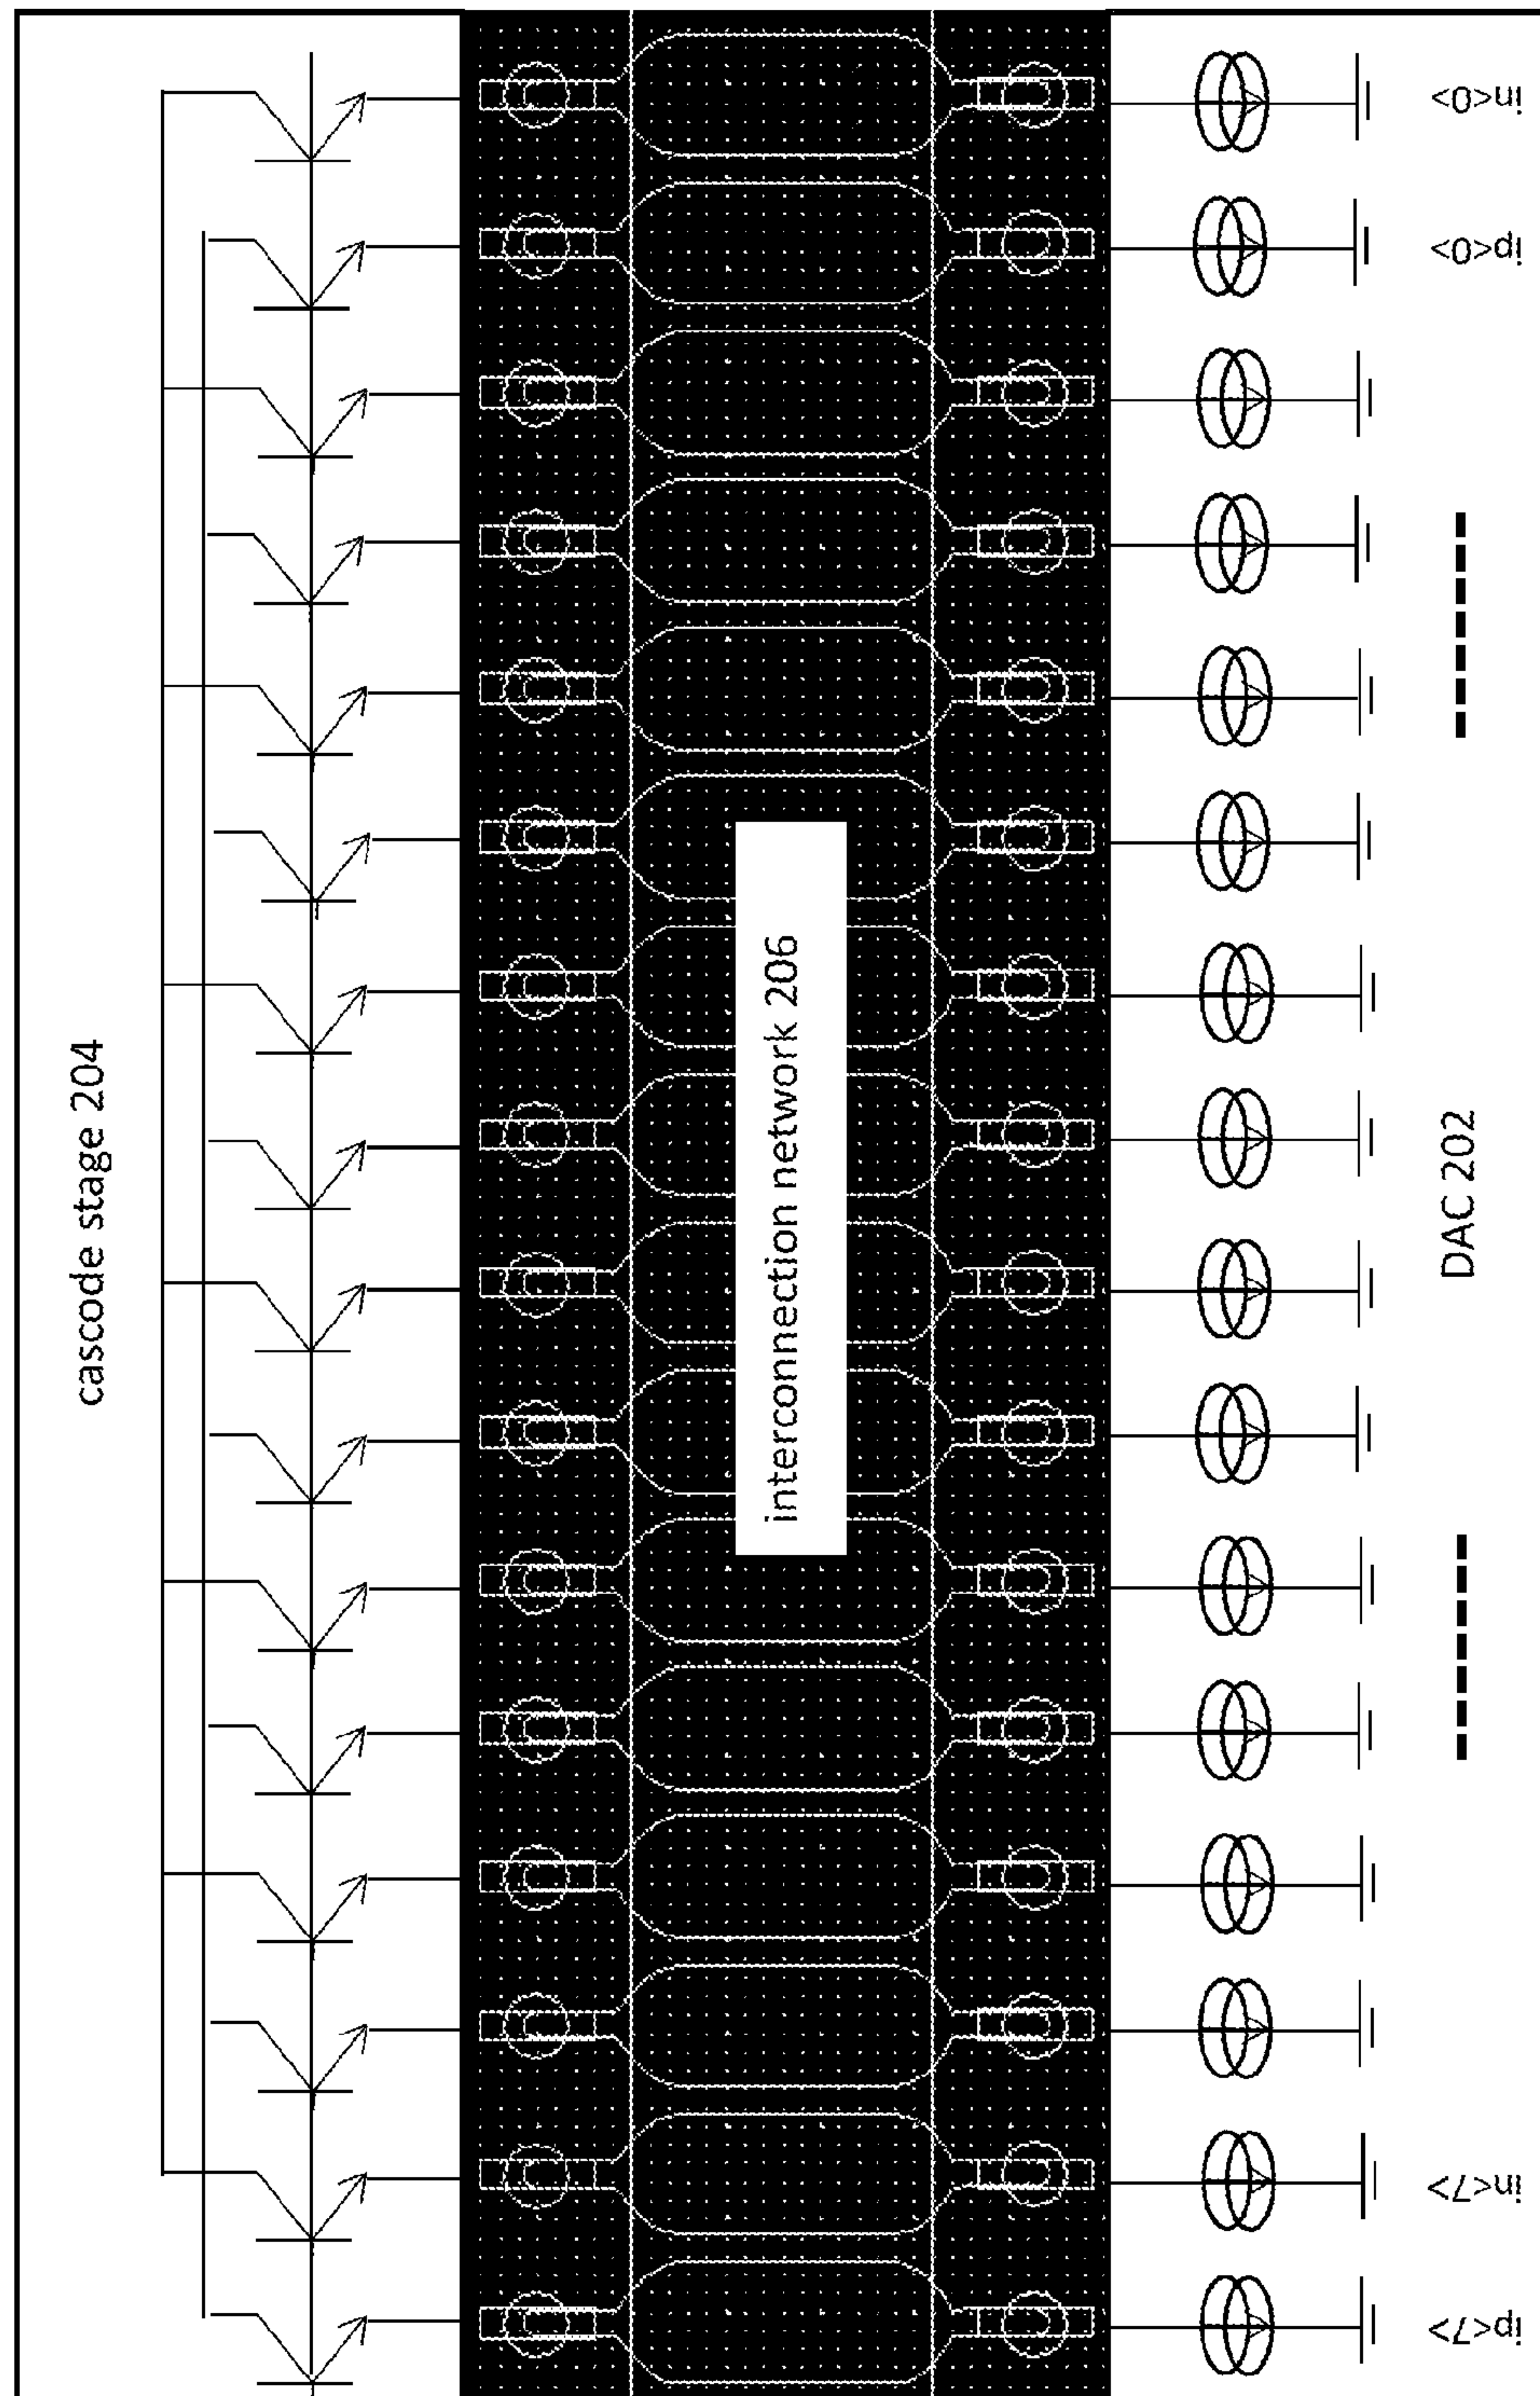 cascode stage 204
interconnection network 206
DAC 202
in<0>
ip<0>
in<7>
ip<7>